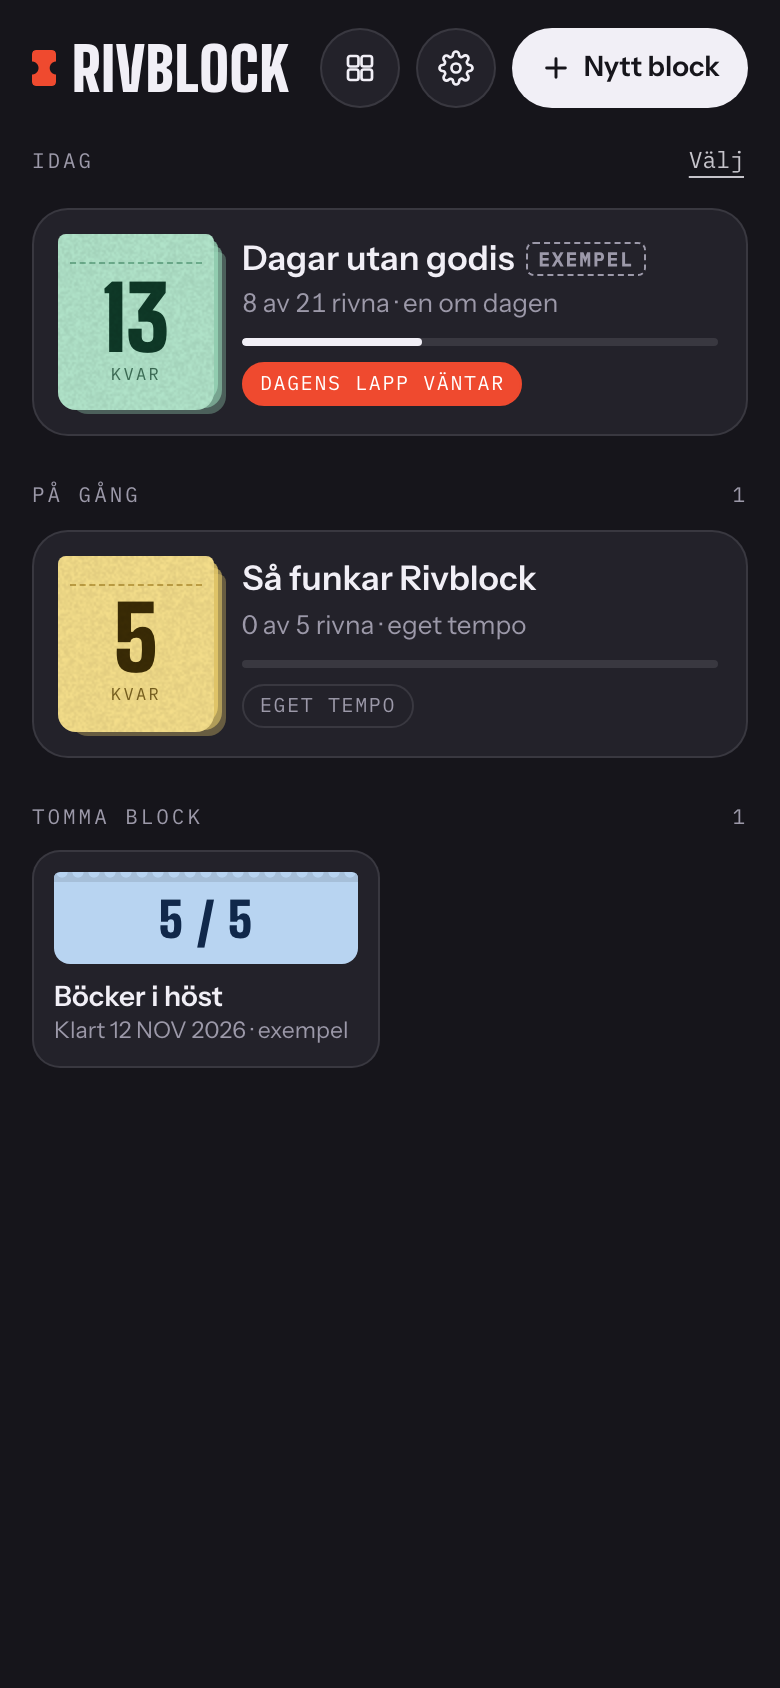 RIVBLOCK
+ Nytt block
IDAG
Välj
13
KVAR
Dagar utan godis
EXEMPEL
8 av 21 rivna · en om dagen
DAGENS LAPP VÄNTAR
PÅ GÅNG
1
5
KVAR
Så funkar Rivblock
0 av 5 rivna · eget tempo
EGET TEMPO
TOMMA BLOCK
1
5 / 5
Böcker i höst
Klart 12 NOV 2026 · exempel